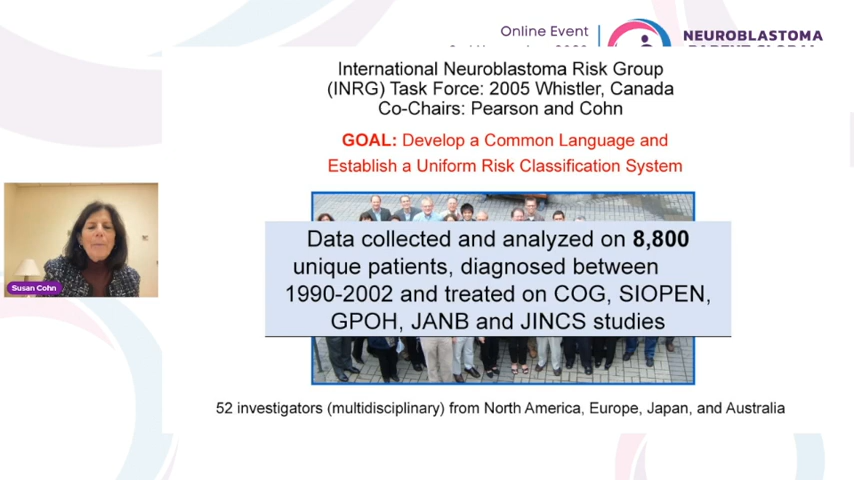 Online Event
NEUROBLASTOMA
International Neuroblastoma Risk Group
(INRG) Task Force: 2005 Whistler, Canada
Co-Chairs: Pearson and Cohn
GOAL: Develop a Common Language and
Establish a Uniform Risk Classification System
Data collected and analyzed on 8,800
unique patients, diagnosed between
1990-2002 and treated on COG, SIOPEN,
GPOH, JANB and JINCS studies
Susan Cohn
52 investigators (multidisciplinary) from North America, Europe, Japan, and Australia